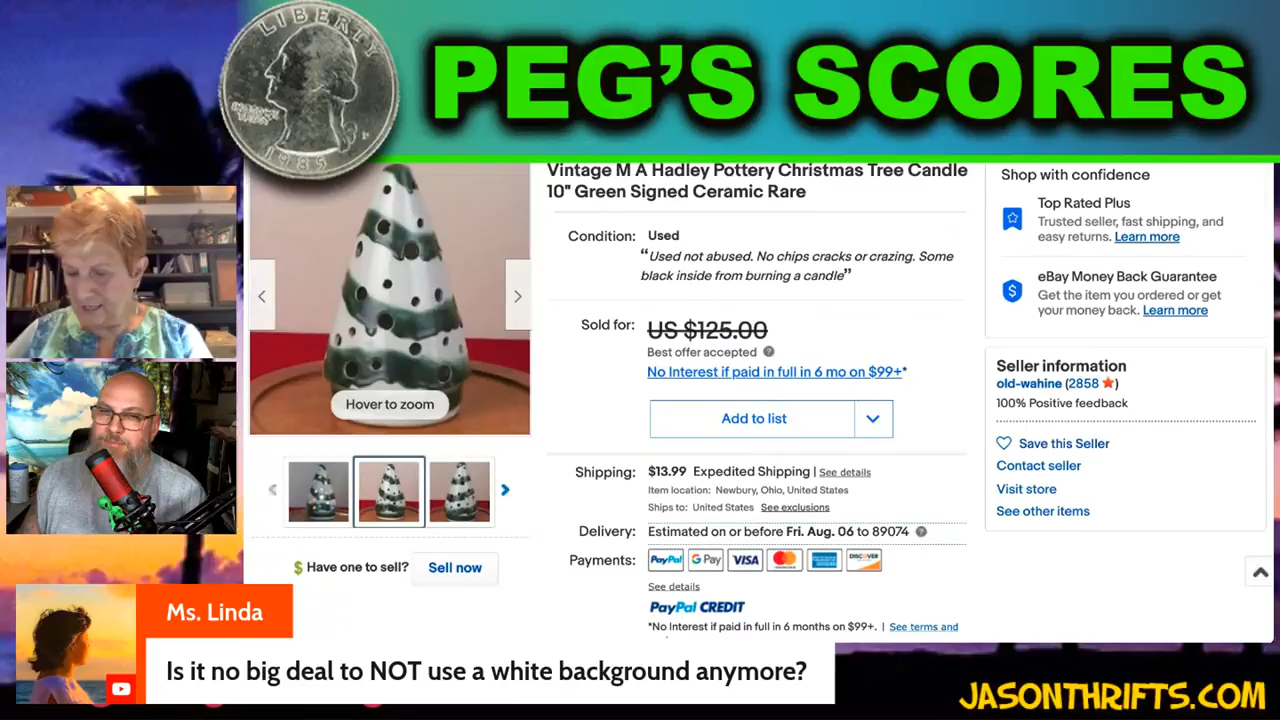 LIBERTY
1985
PEG'S SCORES
Vintage M A Hadley Pottery Christmas Tree Candle
10" Green Signed Ceramic Rare
Condition: Used
“Used not abused. No chips cracks or crazing. Some
black inside from burning a candle”
Sold for: US $125.00
Best offer accepted
No Interest if paid in full in 6 mo on $99+*
Add to list
Shipping: $13.99 Expedited Shipping | See details
Item location: Newbury, Ohio, United States
Ships to: United States See exclusions
Delivery: Estimated on or before Fri. Aug. 06 to 89074
Payments: PayPal G Pay VISA MasterCard AMERICAN EXPRESS DISCOVER
See details
PayPal CREDIT
*No Interest if paid in full in 6 months on $99+. | See terms and
Hover to zoom
$ Have one to sell? Sell now
Shop with confidence
Top Rated Plus
Trusted seller, fast shipping, and
easy returns. Learn more
eBay Money Back Guarantee
Get the item you ordered or get
your money back. Learn more
Seller information
old-wahine (2858 )
100% Positive feedback
Save this Seller
Contact seller
Visit store
See other items
Ms. Linda
Is it no big deal to NOT use a white background anymore?
JASONTHRIFTS.COM